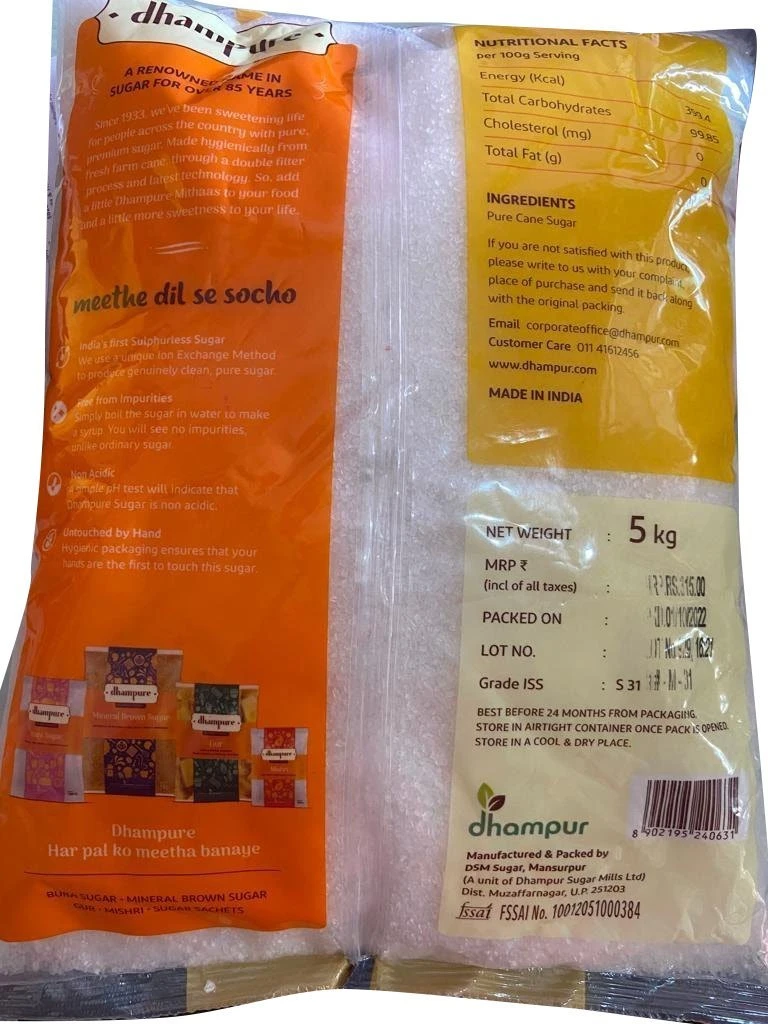 dhampure
A RENOWNED NAME IN
SUGAR FOR OVER 85 YEARS
Since 1933, we've been sweetening life
for people across the country with pure,
premium sugar. Made hygienically from
fresh farm cane, through a double filter
process and latest technology. So, add
a little Dhampure Mithaas to your food
and a little more sweetness to your life.
meethe dil se socho
India's first Sulphurless Sugar
We use a unique Ion Exchange Method
to produce genuinely clean, pure sugar.
Free from Impurities
Simply boil the sugar in water to make
a syrup. You will see no impurities,
unlike ordinary sugar.
Non Acidic
A simple pH test will indicate that
Dhampure Sugar is non acidic.
Untouched by Hand
Hygienic packaging ensures that your
hands are the first to touch this sugar.
dhampure
Mineral Brown Sugar
dhampure
Bura Sugar
dhampure
Gur
dhampure
Mishri
Dhampure
Har pal ko meetha banaye
BURA SUGAR • MINERAL BROWN SUGAR
GUR • MISHRI • SUGAR SACHETS
NUTRITIONAL FACTS
per 100g Serving
Energy (Kcal) 399.4
Total Carbohydrates 99.85
Cholesterol (mg) 0
Total Fat (g) 0
INGREDIENTS
Pure Cane Sugar
If you are not satisfied with this product,
please write to us with your complaint,
place of purchase and send it back along
with the original packing.
Email corporateoffice@dhampur.com
Customer Care 011 41612456
www.dhampur.com
MADE IN INDIA
NET WEIGHT : 5 kg
MRP ₹
(incl of all taxes) : RS.315.00
PACKED ON : 01/10/2022
LOT NO. :
Grade ISS : S 31 M-31
BEST BEFORE 24 MONTHS FROM PACKAGING.
STORE IN AIRTIGHT CONTAINER ONCE PACK IS OPENED.
STORE IN A COOL & DRY PLACE.
dhampur
8 902195 240631
Manufactured & Packed by
DSM Sugar, Mansurpur
(A unit of Dhampur Sugar Mills Ltd)
Dist. Muzaffarnagar, U.P. 251203
fssai FSSAI No. 10012051000384